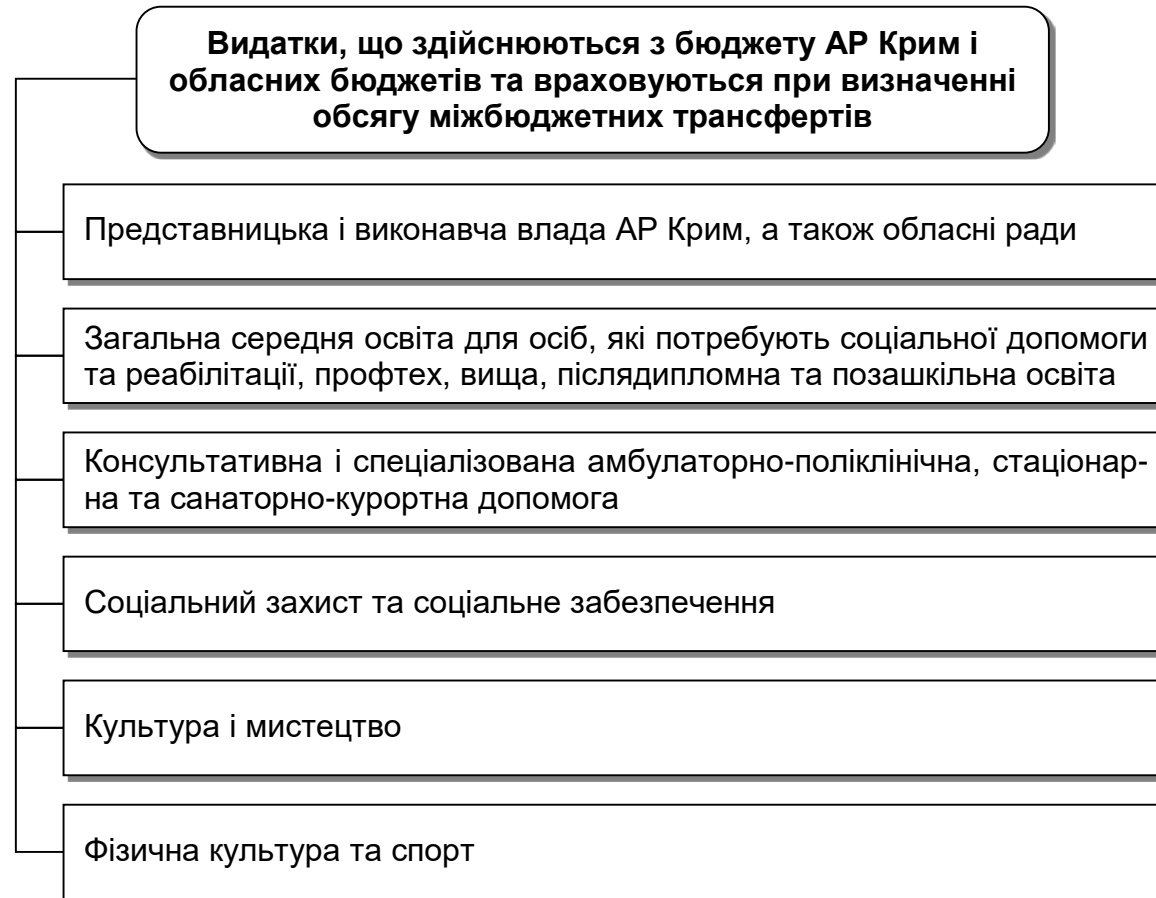 Видатки, що здійснюються з бюджету АР Крим і
обласних бюджетів та враховуються при визначенні
обсягу міжбюджетних трансфертів
Представницька і виконавча влада АР Крим, а також обласні ради
Загальна середня освіта для осіб, які потребують соціальної допомоги
та реабілітації, профтех, вища, післядипломна та позашкільна освіта
Консультативна і спеціалізована амбулаторно-поліклінічна, стаціонар-
на та санаторно-курортна допомога
Соціальний захист та соціальне забезпечення
Культура і мистецтво
Фізична культура та спорт